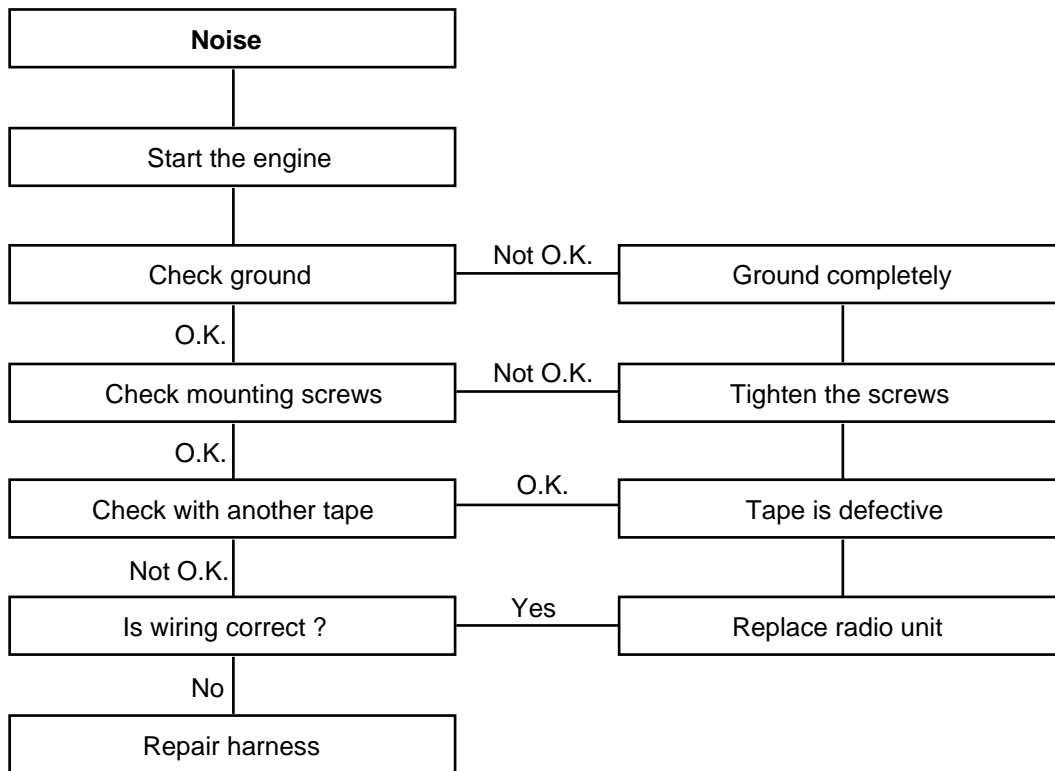 Noise
Start the engine
Check ground
Not O.K.
Ground completely
O.K.
Check mounting screws
Not O.K.
Tighten the screws
O.K.
Check with another tape
O.K.
Tape is defective
Not O.K.
Is wiring correct ?
Yes
Replace radio unit
No
Repair harness